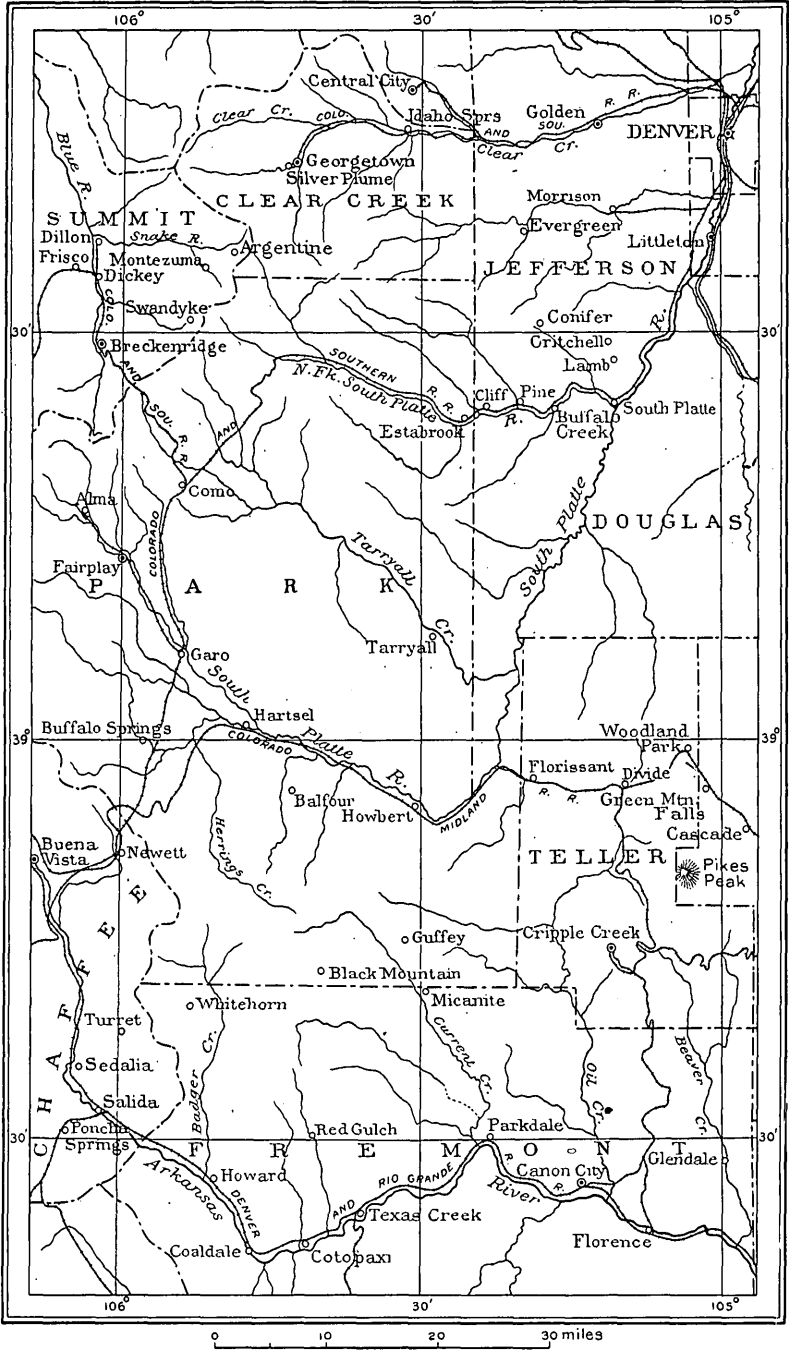 106°
30'
105°
Central City
Clear Cr.
COLO.
Idaho Sprs
AND
SOU.
R. R.
Golden
Clear Cr.
DENVER
Blue R.
Georgetown
Silver Plume
CLEAR CREEK
Morrison
SUMMIT
Evergreen
Dillon
Snake R.
Littleton
Argentine
Frisco
Montezuma
JEFFERSON
Dickey
COLO.
Swandyke
Conifer
R.
30'
30'
Critchello
Breckenridge
Lamb
SOUTHERN
R. R.
N. Fk. South Platte
R.
AND
SOU. R. R.
Cliff
Pine
South Platte
AND
Estabrook
Buffalo
Creek
Como
Alma
South Platte
DOUGLAS
COLORADO
Tarryall
Cr.
Fairplay
PARK
Tarryall
Garo
South
Platte
R.
Hartsel
Buffalo Springs
COLORADO
Woodland
Park
39°
39°
Florissant
Divide
R. R.
Green Mtn.
Falls
Balfour
Howbert
MIDLAND
Cascade
Buena
Vista
Newett
Herrings Cr.
TELLER
Pikes
Peak
CHAFFEE
Guffey
Cripple Creek
Black Mountain
Whitehorn
Micanite
Turret
Current Cr.
Badger Cr.
Oil Cr.
Beaver Cr.
Sedalia
Salida
Poncha
Springs
Red Gulch
Parkdale
30'
30'
FREMONT
Glendale
Arkansas
River
Howard
DENVER
AND
RIO GRANDE
R. R.
Canon City
Texas Creek
Florence
Coaldale
Cotopaxi
106°
30'
105°
0 10 20 30 miles